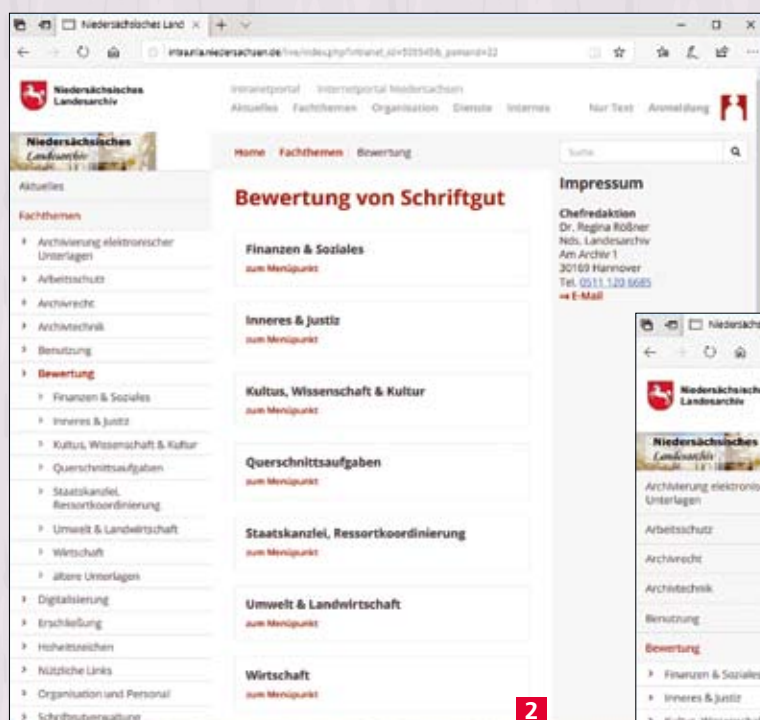 Niedersächsisches Land
Niedersächsisches
Landesarchiv
Intranetportal Internetportal Niedersachsen
Aktuelles Fachthemen Organisation Dienste Internes Nur Text Anmeldung
Niedersächsisches
Landesarchiv
Home Fachthemen Bewertung
Suche
Aktuelles
Fachthemen
Archivierung elektronischer
Unterlagen
Arbeitsschutz
Archivrecht
Archivtechnik
Benutzung
Bewertung
Finanzen & Soziales
Inneres & Justiz
Kultus, Wissenschaft & Kultur
Querschnittsaufgaben
Staatskanzlei,
Ressortkoordinierung
Umwelt & Landwirtschaft
Wirtschaft
ältere Unterlagen
Digitalisierung
Erschließung
Hoheitszeichen
Nützliche Links
Organisation und Personal
Schriftgutverwaltung
Bewertung von Schriftgut
Finanzen & Soziales
zum Menüpunkt
Inneres & Justiz
zum Menüpunkt
Kultus, Wissenschaft & Kultur
zum Menüpunkt
Querschnittsaufgaben
zum Menüpunkt
Staatskanzlei, Ressortkoordinierung
zum Menüpunkt
Umwelt & Landwirtschaft
zum Menüpunkt
Wirtschaft
zum Menüpunkt
Impressum
Chefredaktion
Dr. Regina Rößner
Nds. Landesarchiv
Am Archiv 1
30169 Hannover
Tel. 0511 120 6685
→ E-Mail
2
Niedersächs
Niedersächsisch
Landesarchiv
Niedersächsisches
Landesarchiv
Archivierung elektronis
Unterlagen
Arbeitsschutz
Archivrecht
Archivtechnik
Benutzung
Bewertung
Finanzen & Soziales
Inneres & Justiz